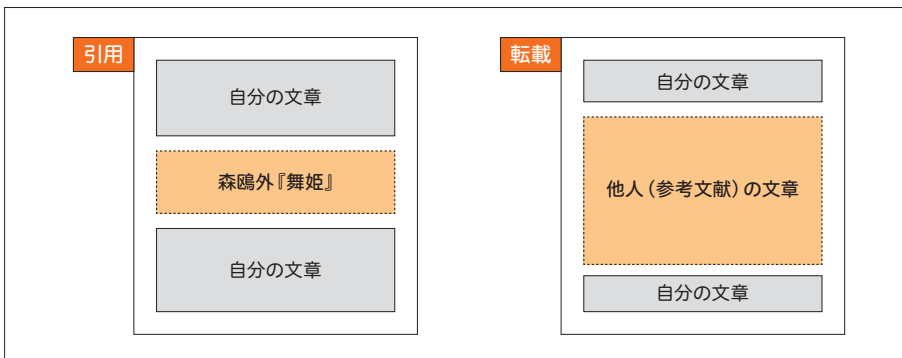 引用
自分の文章
森鴎外『舞姫』
自分の文章
転載
自分の文章
他人（参考文献）の文章
自分の文章